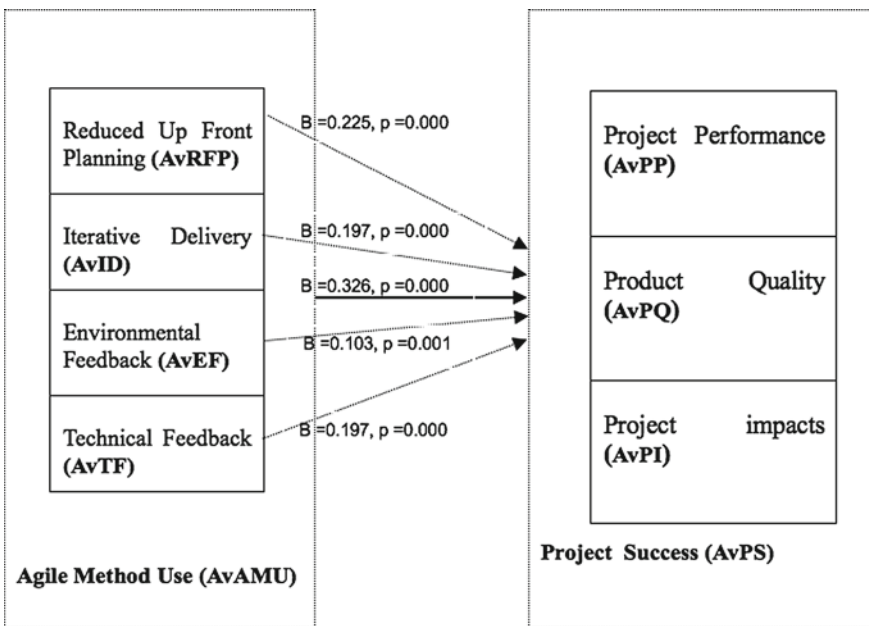 Reduced Up Front
Planning (AvRFP)
Iterative Delivery
(AvID)
Environmental
Feedback (AvEF)
Technical Feedback
(AvTF)
Agile Method Use (AvAMU)
B =0.225, p =0.000
B =0.197, p =0.000
B =0.326, p =0.000
B =0.103, p =0.001
B =0.197, p =0.000
Project Performance
(AvPP)
Product Quality
(AvPQ)
Project impacts
(AvPI)
Project Success (AvPS)